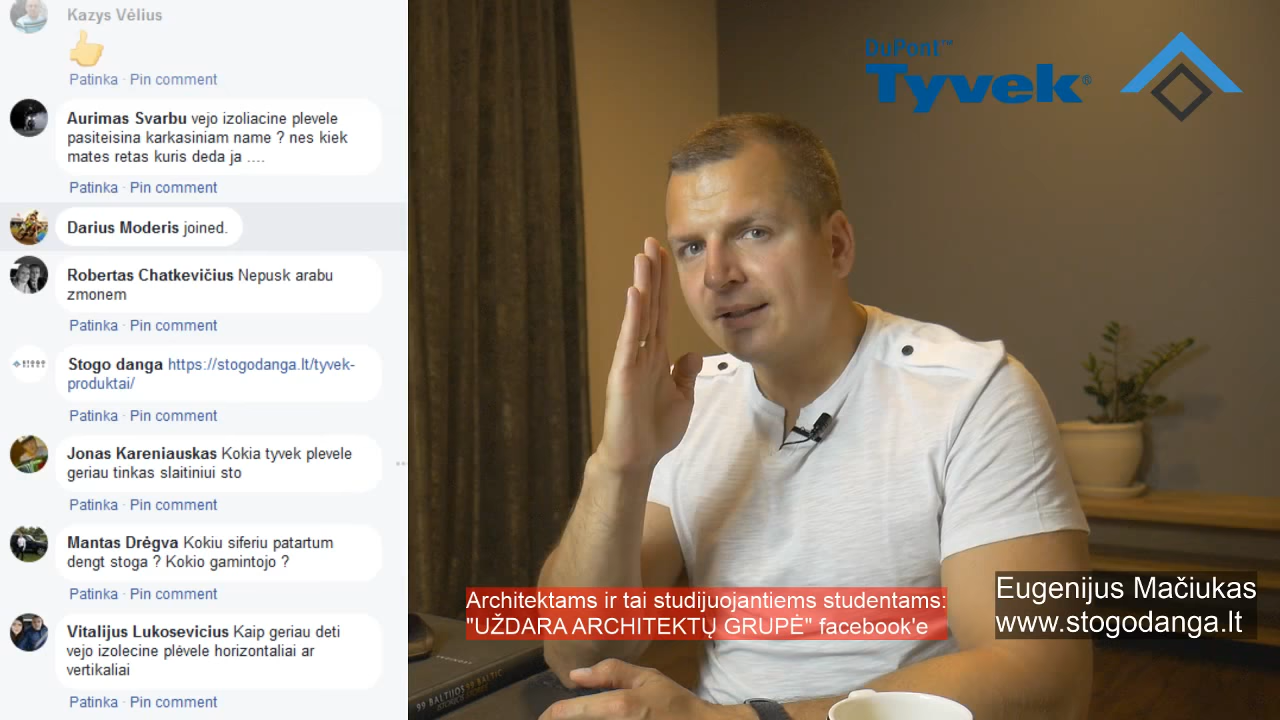 Kazys Vėlius
Patinka · Pin comment
Aurimas Svarbu vejo izoliacine plevele
pasiteisina karkasiniam name ? nes kiek
mates retas kuris deda ja ....
Patinka · Pin comment
Darius Moderis joined.
Robertas Chatkevičius Nepusk arabu
zmonem
Patinka · Pin comment
Stogo danga https://stogodanga.lt/tyvek-
produktai/
Patinka · Pin comment
Jonas Kareniauskas Kokia tyvek plevele
geriau tinkas slaitiniui sto
Patinka · Pin comment
Mantas Drėgva Kokiu siferiu patartum
dengt stoga ? Kokio gamintojo ?
Patinka · Pin comment
Vitalijus Lukosevicius Kaip geriau deti
vejo izolecine plėvele horizontaliai ar
vertikaliai
Patinka · Pin comment
DuPont™
Tyvek®
Architektams ir tai studijuojantiems studentams:
"UŽDARA ARCHITEKTŲ GRUPĖ" facebook'e
Eugenijus Mačiukas
www.stogodanga.lt
99 BALTIJOS